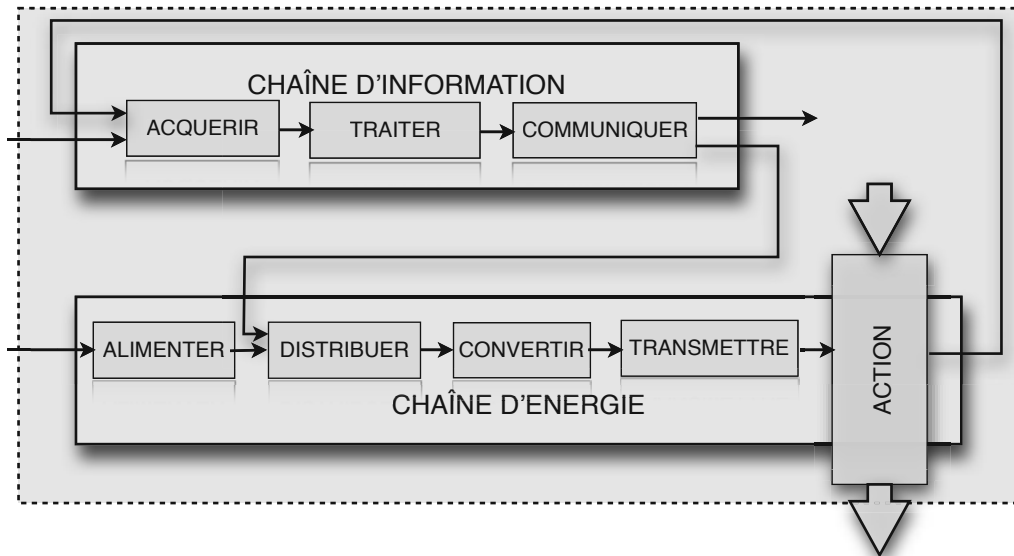 CHAÎNE D'INFORMATION
ACQUERIR
TRAITER
COMMUNIQUER
ALIMENTER
DISTRIBUER
CONVERTIR
TRANSMETTRE
ACTION
CHAÎNE D'ENERGIE